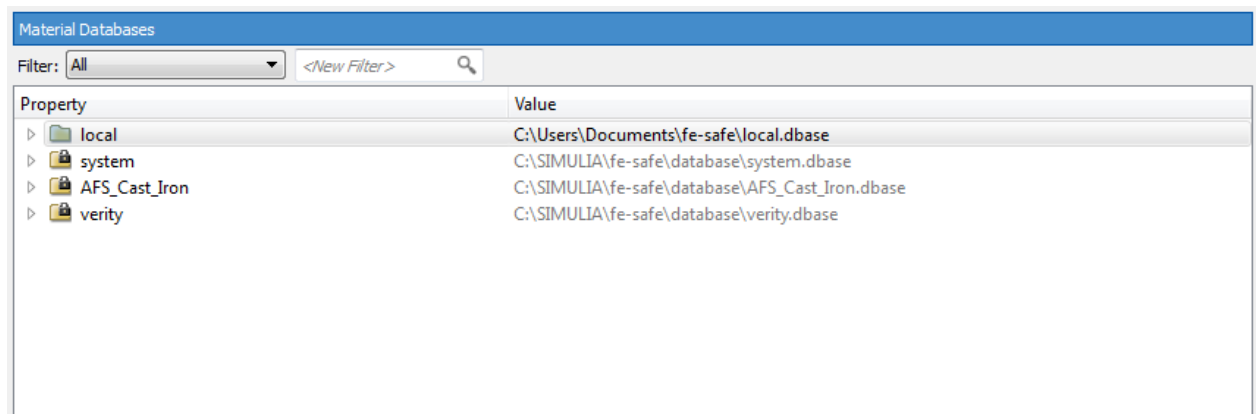 Material Databases
Filter: All <New Filter>
Property Value
local C:\Users\Documents\fe-safe\local.dbase
system C:\SIMULIA\fe-safe\database\system.dbase
AFS_Cast_Iron C:\SIMULIA\fe-safe\database\AFS_Cast_Iron.dbase
verity C:\SIMULIA\fe-safe\database\verity.dbase